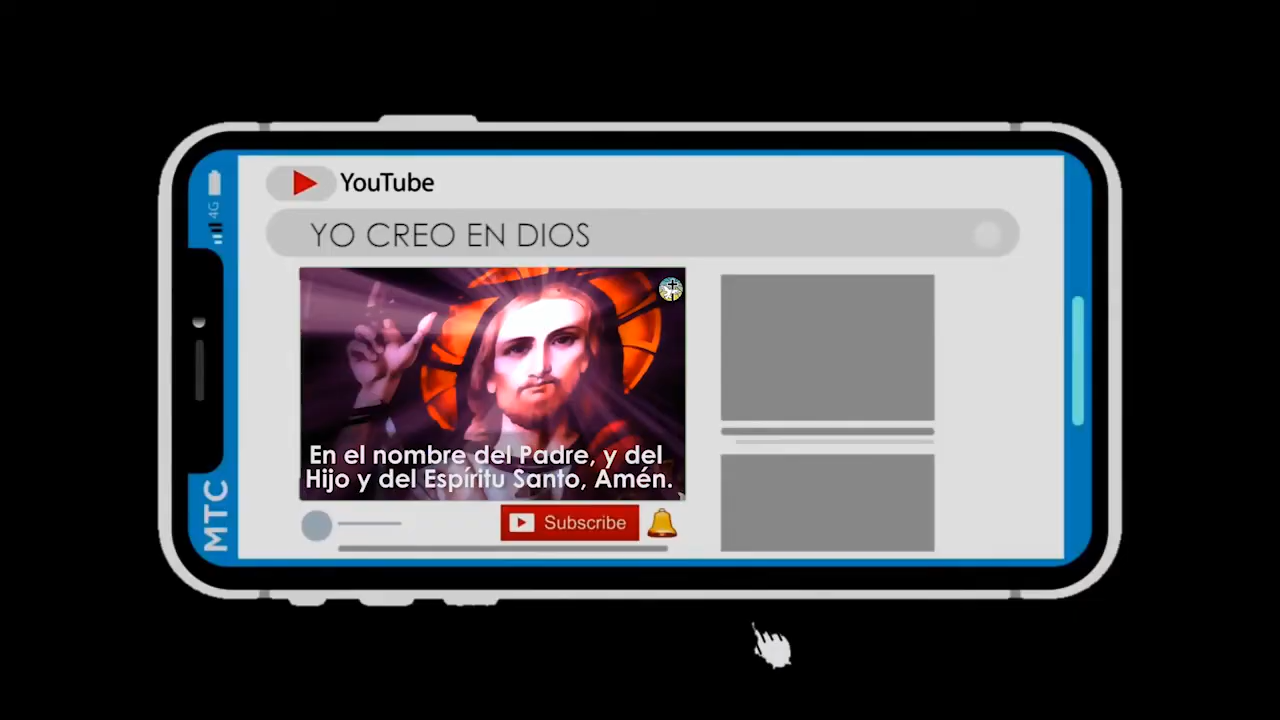 YouTube
YO CREO EN DIOS
En el nombre del Padre, y del
Hijo y del Espíritu Santo, Amén.
Subscribe
4G
MTC